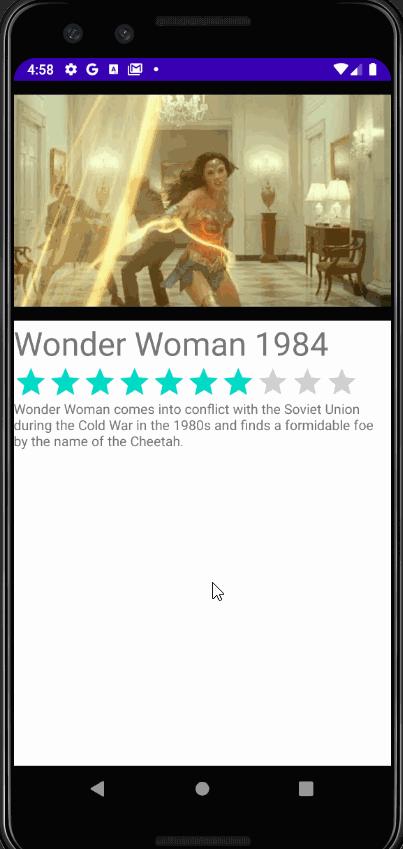 4:58
Wonder Woman 1984
Wonder Woman comes into conflict with the Soviet Union
during the Cold War in the 1980s and finds a formidable foe
by the name of the Cheetah.